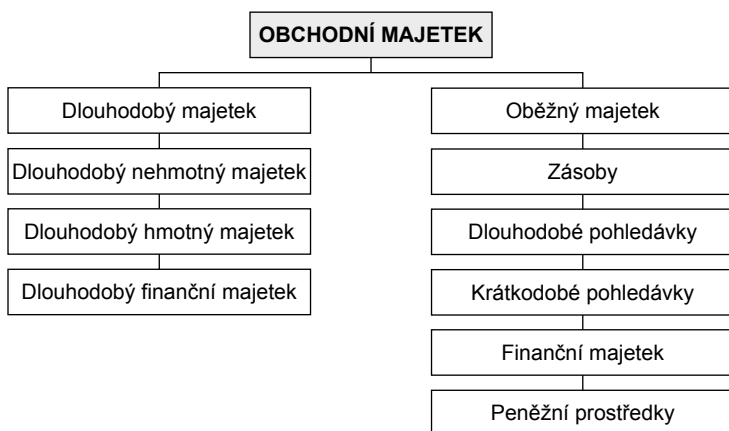 OBCHODNÍ MAJETEK
Dlouhodobý majetek
Dlouhodobý nehmotný majetek
Dlouhodobý hmotný majetek
Dlouhodobý finanční majetek
Oběžný majetek
Zásoby
Dlouhodobé pohledávky
Krátkodobé pohledávky
Finanční majetek
Peněžní prostředky